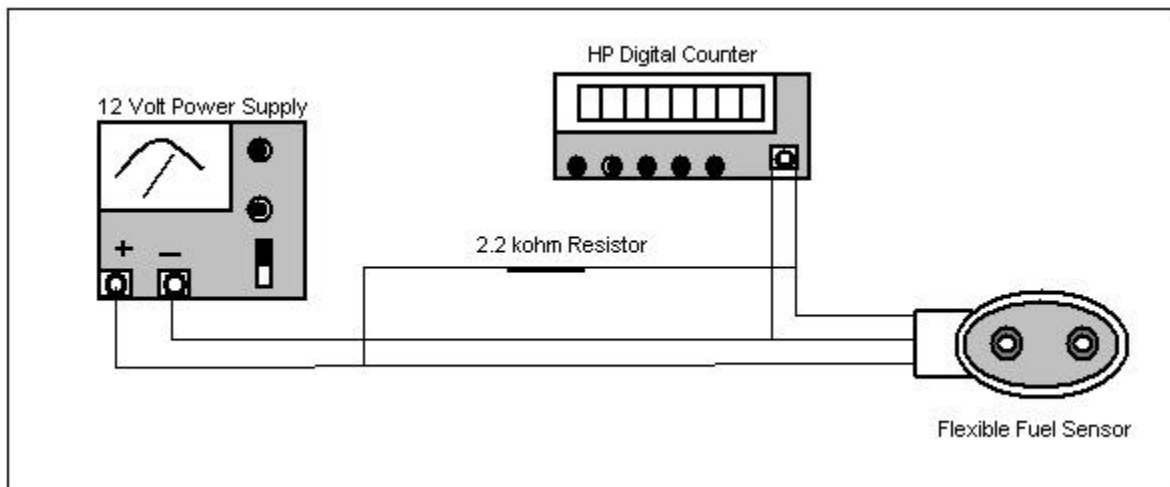 HP Digital Counter
12 Volt Power Supply
+ −
2.2 kohm Resistor
Flexible Fuel Sensor